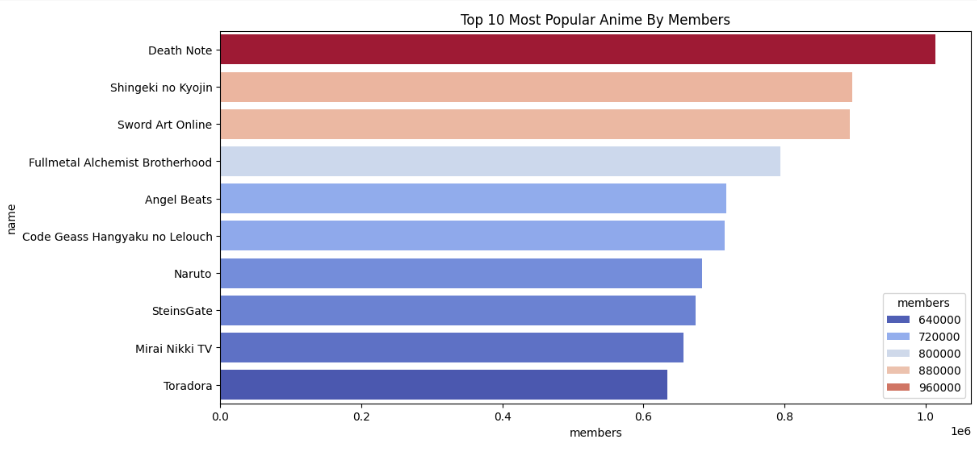 Top 10 Most Popular Anime By Members
name
Death Note
Shingeki no Kyojin
Sword Art Online
Fullmetal Alchemist Brotherhood
Angel Beats
Code Geass Hangyaku no Lelouch
Naruto
SteinsGate
Mirai Nikki TV
Toradora
members
640000
720000
800000
880000
960000
0.0 0.2 0.4 0.6 0.8 1.0
1e6
members